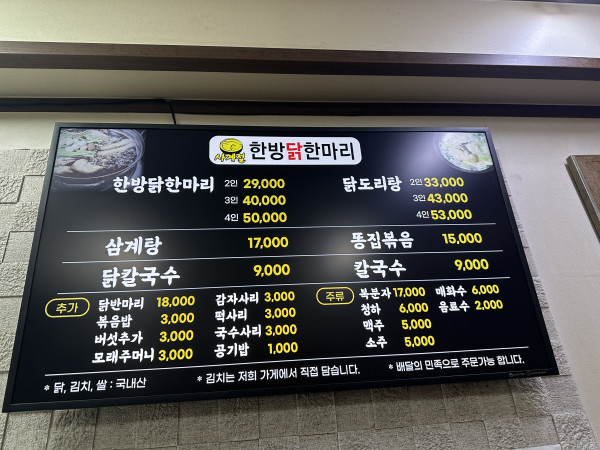 사계절 한방닭한마리
한방닭한마리 2인 29,000
3인 40,000
4인 50,000
닭도리탕 2인 33,000
3인 43,000
4인 53,000
삼계탕 17,000
똥집볶음 15,000
닭칼국수 9,000
칼국수 9,000
추가
닭반마리 18,000
볶음밥 3,000
버섯추가 3,000
모래주머니 3,000
감자사리 3,000
떡사리 3,000
국수사리 3,000
공기밥 1,000
주류
복분자 17,000
청하 6,000
맥주 5,000
소주 5,000
매화수 6,000
음료수 2,000
* 닭, 김치, 쌀 : 국내산
* 김치는 저희 가게에서 직접 담습니다.
* 배달의 민족으로 주문가능 합니다.